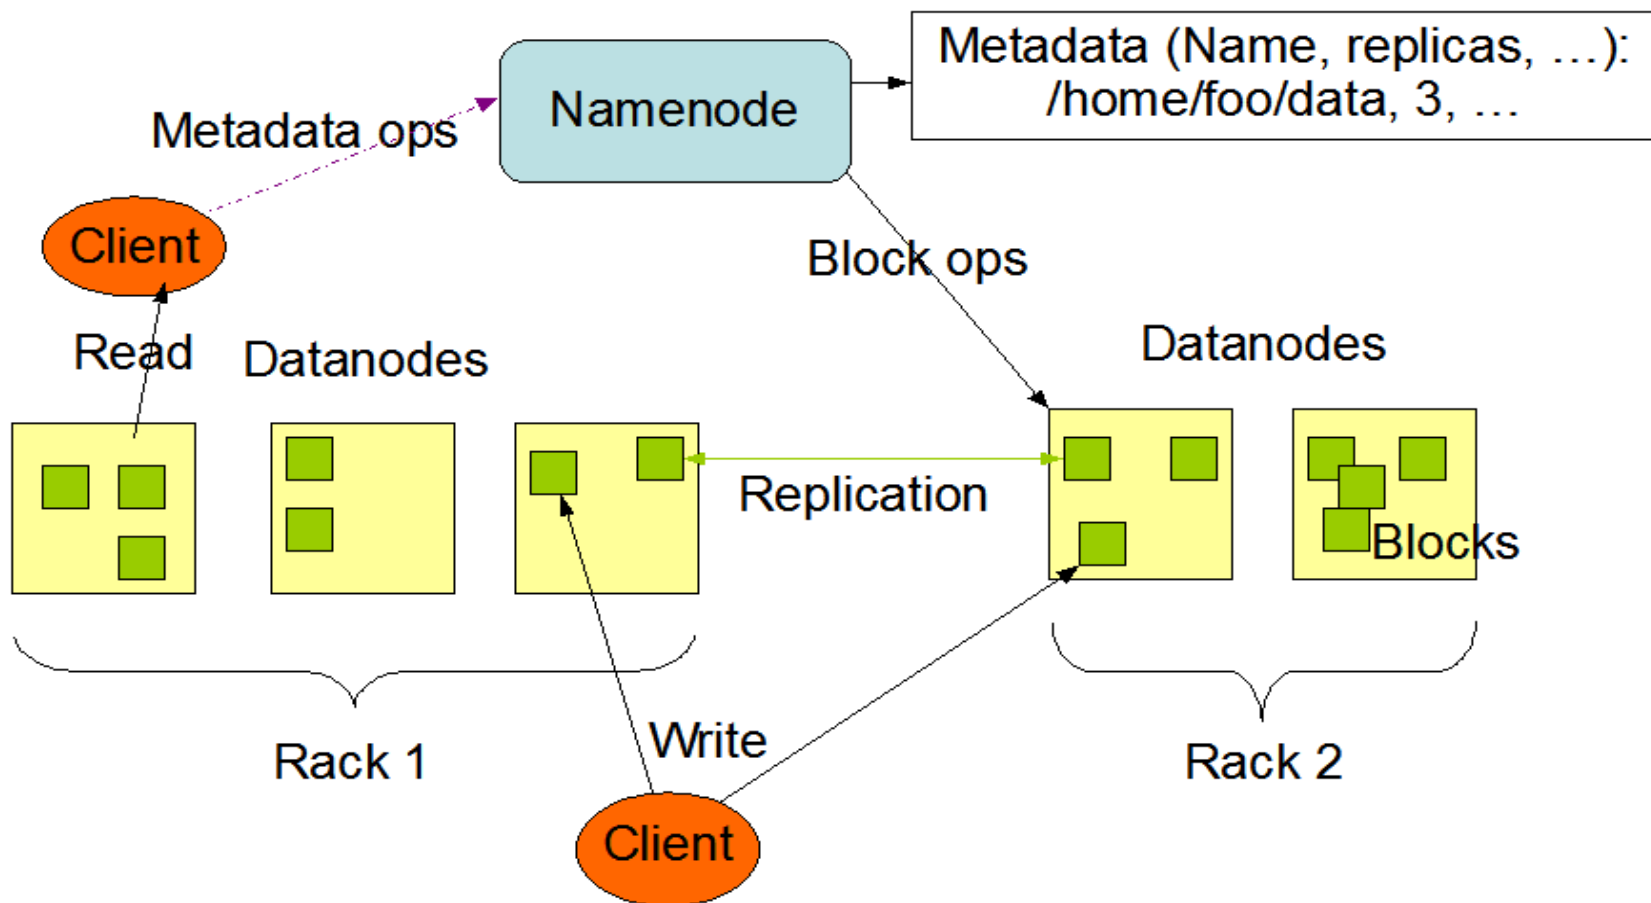 Metadata (Name, replicas, …):
/home/foo/data, 3, …
Namenode
Metadata ops
Client
Block ops
Read
Datanodes
Datanodes
Replication
Blocks
Rack 1
Write
Rack 2
Client